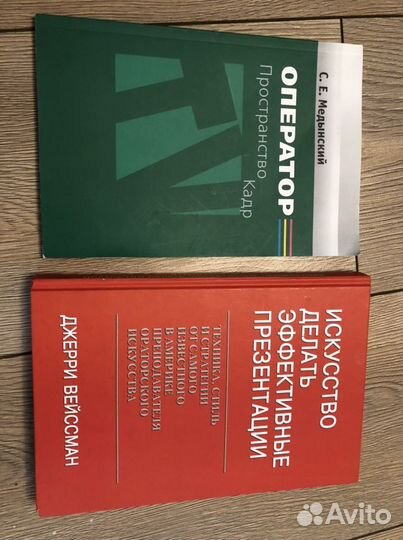 С. Е. Медынский
ОПЕРАТОР
Пространство
Кадр
TV
ИСКУССТВО
ДЕЛАТЬ
ЭФФЕКТИВНЫЕ
ПРЕЗЕНТАЦИИ
ТЕХНИКА, СТИЛЬ
И СТРАТЕГИИ
ОТ САМОГО
ИЗВЕСТНОГО
В АМЕРИКЕ
ПРЕПОДАВАТЕЛЯ
ОРАТОРСКОГО
ИСКУССТВА
ДЖЕРРИ ВЕЙССМАН
Avito